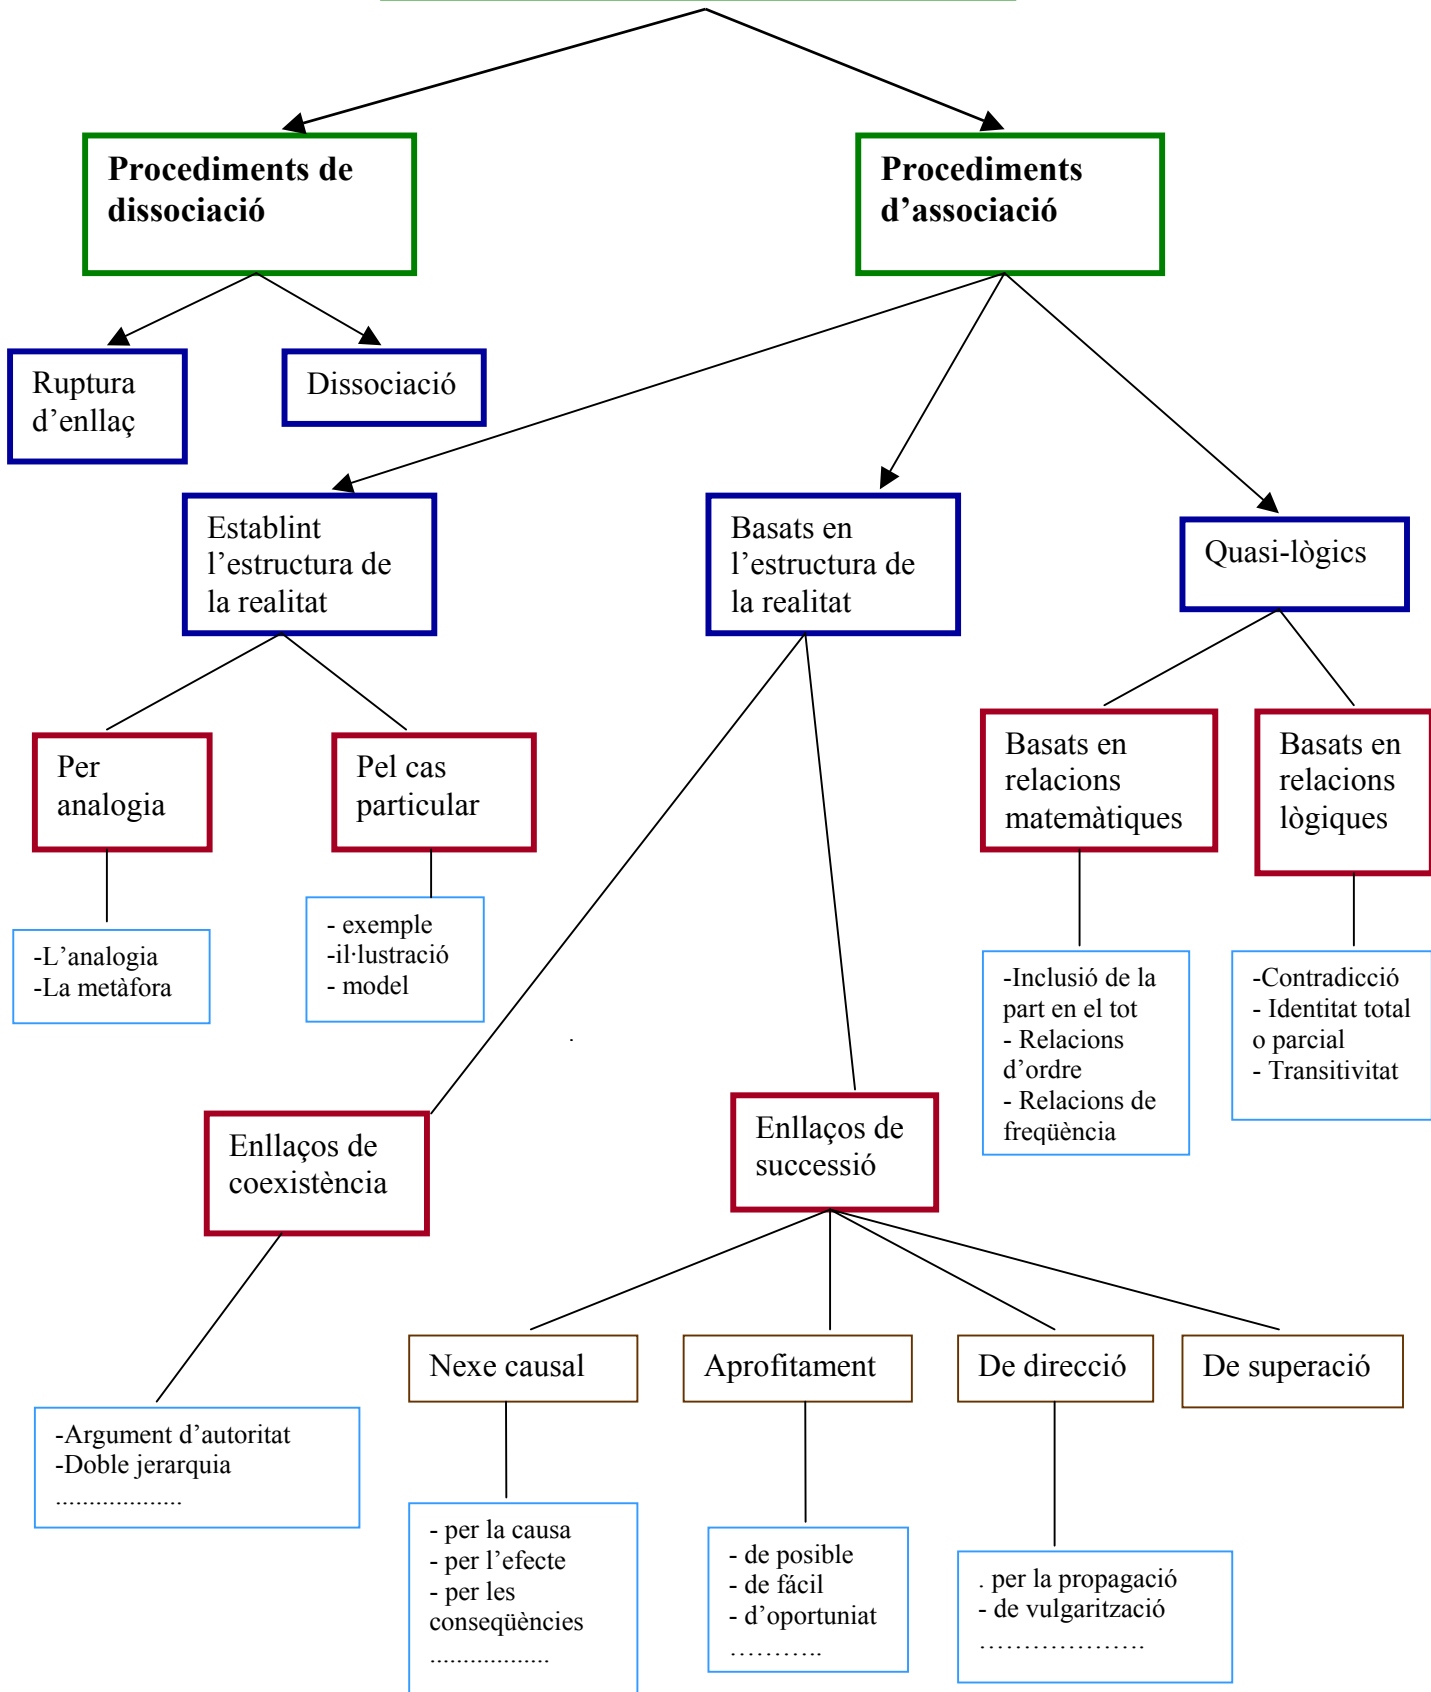 Procediments de
dissociació
Procediments
d’associació
Ruptura
d’enllaç
Dissociació
Establint
l’estructura de
la realitat
Basats en
l’estructura de
la realitat
Quasi-lògics
Per
analogia
Pel cas
particular
Basats en
relacions
matemàtiques
Basats en
relacions
lògiques
-L’analogia
-La metàfora
- exemple
-il·lustració
- model
-Inclusió de la
part en el tot
- Relacions
d’ordre
- Relacions de
freqüència
-Contradicció
- Identitat total
o parcial
- Transitivitat
.
Enllaços de
coexistència
Enllaços de
successió
Nexe causal
Aprofitament
De direcció
De superació
-Argument d’autoritat
-Doble jerarquia
...................
- per la causa
- per l’efecte
- per les
conseqüències
..................
- de posible
- de fácil
- d’oportuniat
………..
. per la propagació
- de vulgarització
……………….